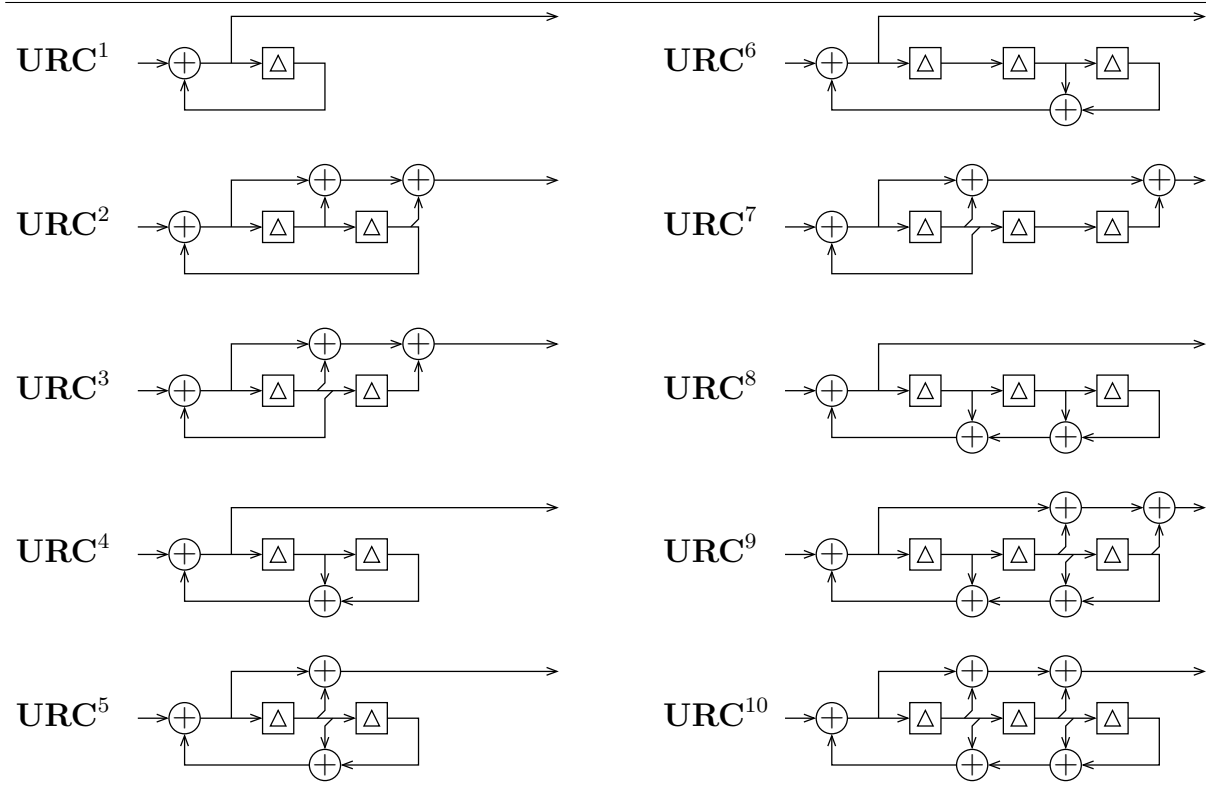 URC¹
Δ
URC²
Δ Δ
URC³
Δ Δ
URC⁴
Δ Δ
URC⁵
Δ Δ
URC⁶
Δ Δ Δ
URC⁷
Δ Δ Δ
URC⁸
Δ Δ Δ
URC⁹
Δ Δ Δ
URC¹⁰
Δ Δ Δ